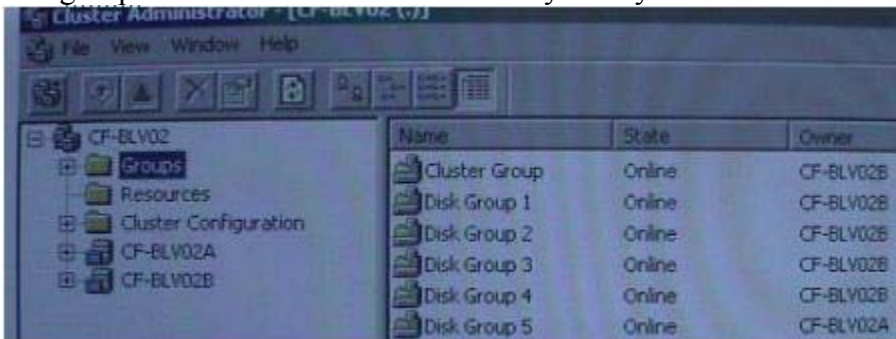 Cluster Administrator - [CF-BLV02 (.)]
File View Window Help
CF-BLV02
Groups
Resources
Cluster Configuration
CF-BLV02A
CF-BLV02B
Name State Owner
Cluster Group Online CF-BLV02B
Disk Group 1 Online CF-BLV02B
Disk Group 2 Online CF-BLV02B
Disk Group 3 Online CF-BLV02B
Disk Group 4 Online CF-BLV02B
Disk Group 5 Online CF-BLV02A